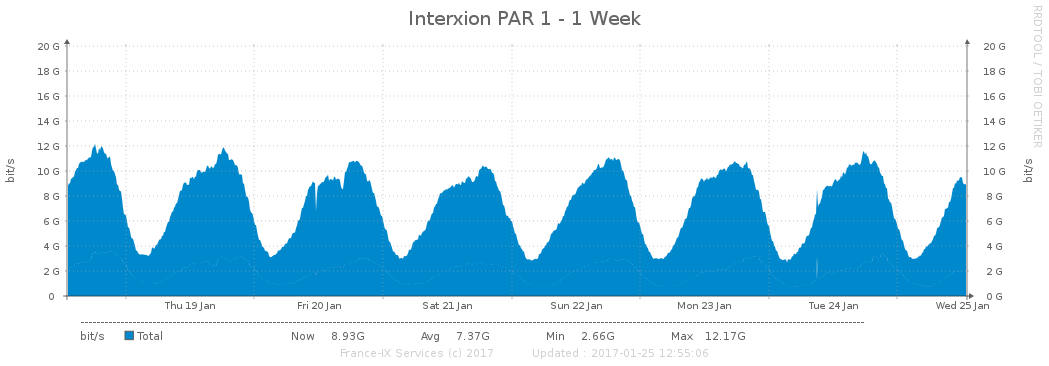 Interxion PAR 1 - 1 Week
RRDTOOL / TOBI OETIKER
bit/s
20 G 20 G
18 G 18 G
16 G 16 G
14 G 14 G
12 G 12 G
10 G 10 G
8 G 8 G
6 G 6 G
4 G 4 G
2 G 2 G
0 0 G
bit/s
Thu 19 Jan Fri 20 Jan Sat 21 Jan Sun 22 Jan Mon 23 Jan Tue 24 Jan Wed 25 Jan
bit/s Total Now 8.93G Avg 7.37G Min 2.66G Max 12.17G
France-IX Services (c) 2017 Updated : 2017-01-25 12:55:06